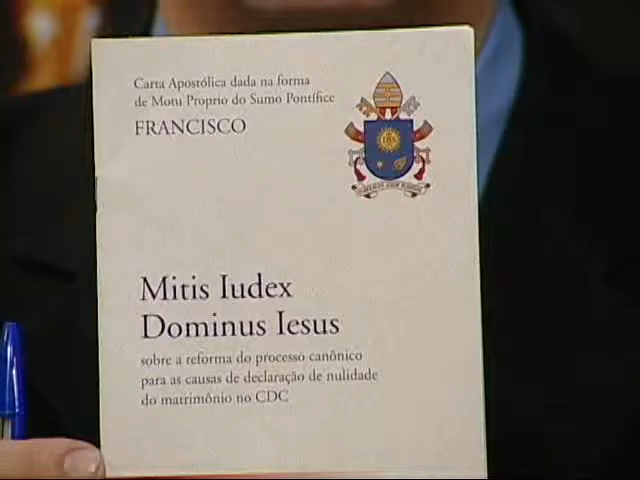 Carta Apostólica dada na forma
de Motu Proprio do Sumo Pontífice
FRANCISCO
Mitis Iudex
Dominus Iesus
sobre a reforma do processo canônico
para as causas de declaração de nulidade
do matrimônio no CDC